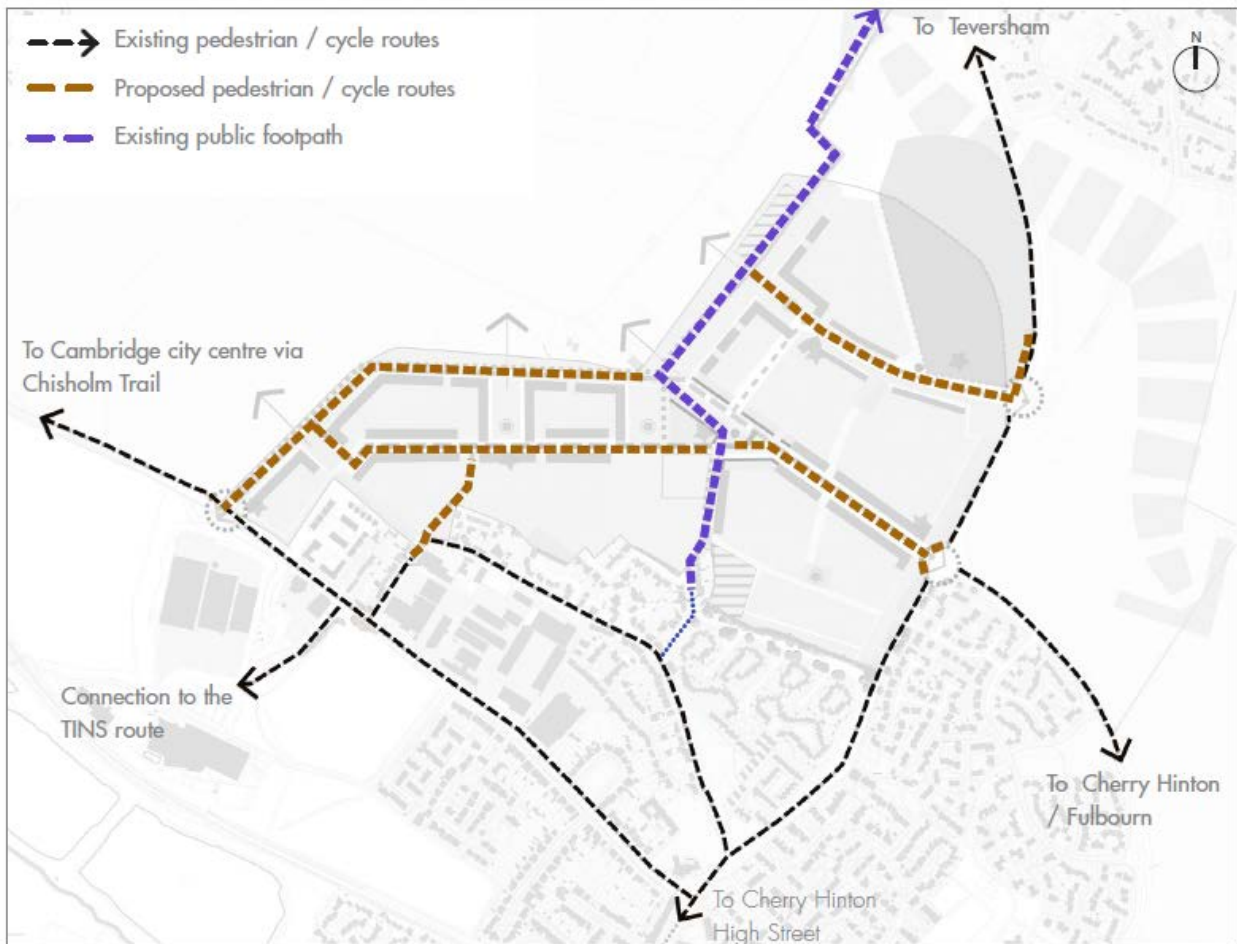 Existing pedestrian / cycle routes
Proposed pedestrian / cycle routes
Existing public footpath
To Teversham
N
To Cambridge city centre via
Chisholm Trail
Connection to the
TINS route
To Cherry Hinton
/ Fulbourn
To Cherry Hinton
High Street